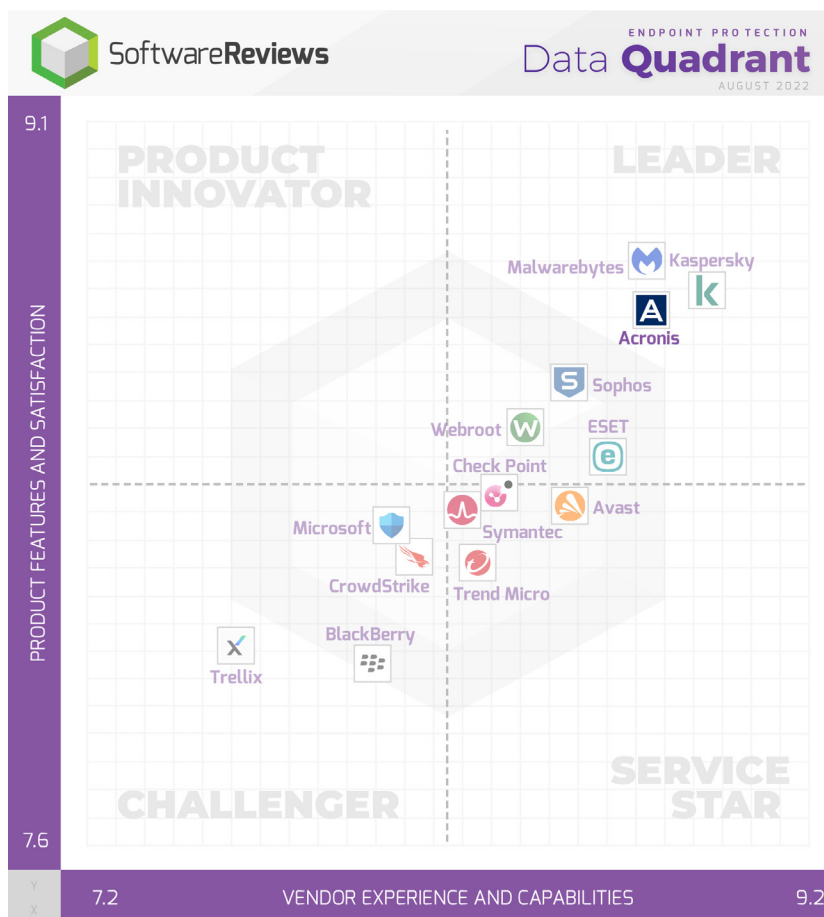 SoftwareReviews
ENDPOINT PROTECTION
Data Quadrant
AUGUST 2022
9.1
PRODUCT
INNOVATOR
LEADER
Malwarebytes
Kaspersky
Acronis
Sophos
Webroot
ESET
Check Point
Avast
Microsoft
Symantec
CrowdStrike
Trend Micro
BlackBerry
Trellix
PRODUCT FEATURES AND SATISFACTION
SERVICE
STAR
CHALLENGER
7.6
Y
X
7.2
VENDOR EXPERIENCE AND CAPABILITIES
9.2